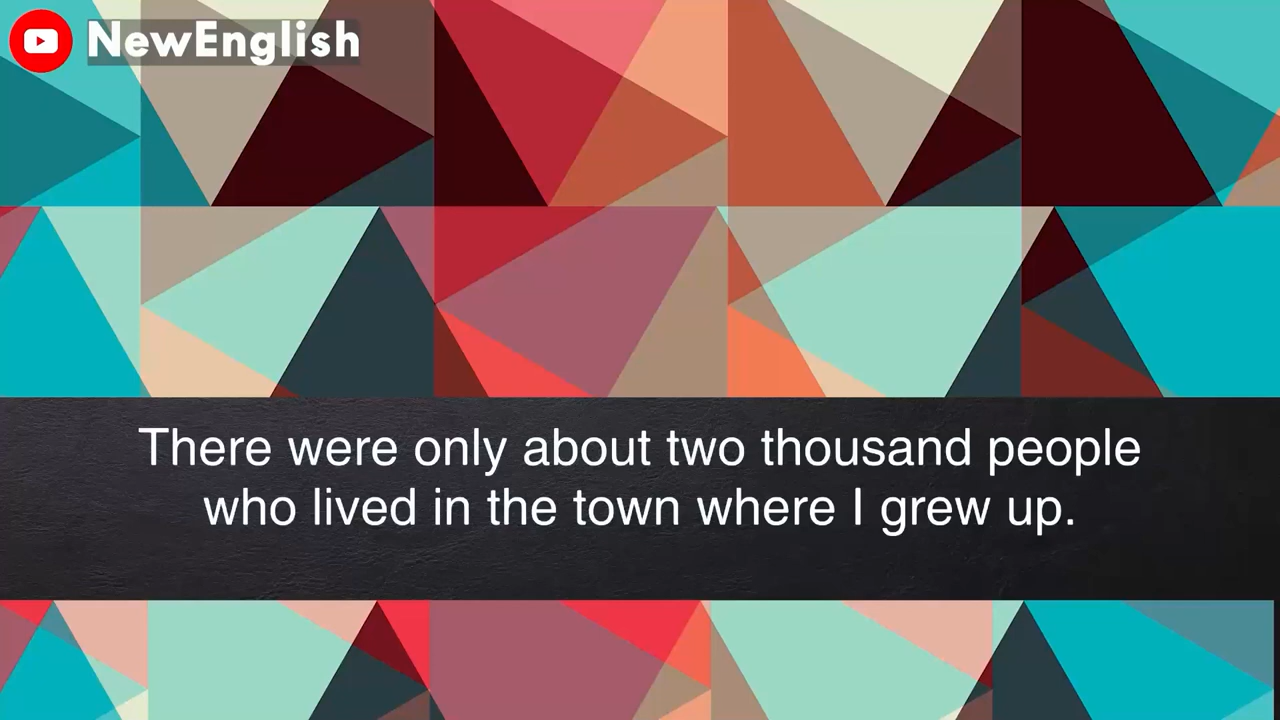 NewEnglish
There were only about two thousand people
who lived in the town where I grew up.